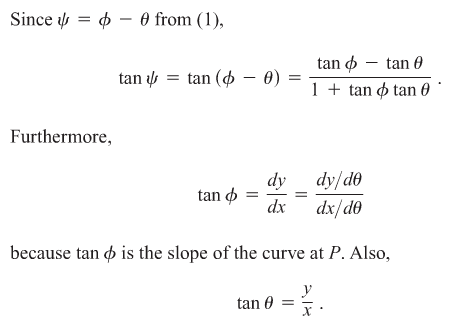 Since ψ = ϕ − θ from (1),
tan ψ = tan (ϕ − θ) = (tan ϕ − tan θ) / (1 + tan ϕ tan θ) .
Furthermore,
tan ϕ = dy/dx = (dy/dθ) / (dx/dθ)
because tan ϕ is the slope of the curve at P. Also,
tan θ = y/x .